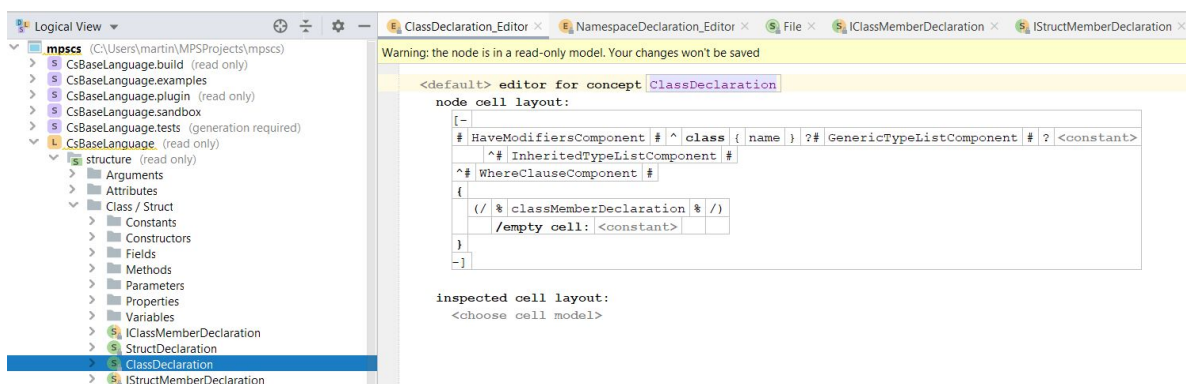 Logical View
ClassDeclaration_Editor × NamespaceDeclaration_Editor × File × IClassMemberDeclaration × IStructMemberDeclaration ×
mpscs (C:\Users\martin\MPSProjects\mpscs)
CsBaseLanguage.build (read only)
CsBaseLanguage.examples
CsBaseLanguage.plugin (read only)
CsBaseLanguage.sandbox
CsBaseLanguage.tests (generation required)
CsBaseLanguage (read only)
structure (read only)
Arguments
Attributes
Class / Struct
Constants
Constructors
Fields
Methods
Parameters
Properties
Variables
IClassMemberDeclaration
StructDeclaration
ClassDeclaration
IStructMemberDeclaration
Warning: the node is in a read-only model. Your changes won't be saved
<default> editor for concept ClassDeclaration
node cell layout:
[-
# HaveModifiersComponent # ^ class { name } ?# GenericTypeListComponent # ? <constant>
^# InheritedTypeListComponent #
^# WhereClauseComponent #
{
(/ % classMemberDeclaration % /)
/empty cell: <constant>
}
-]
inspected cell layout:
<choose cell model>